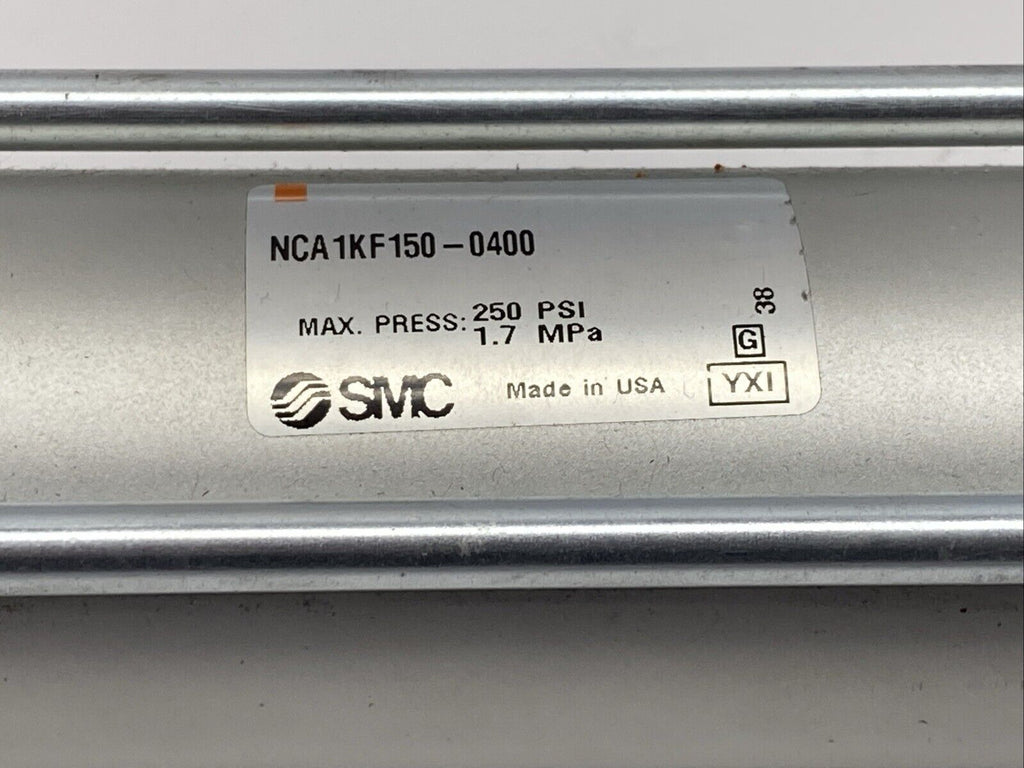 NCA1KF150-0400
MAX. PRESS: 250 PSI
1.7 MPa
38
G
SMC
Made in USA
YXI